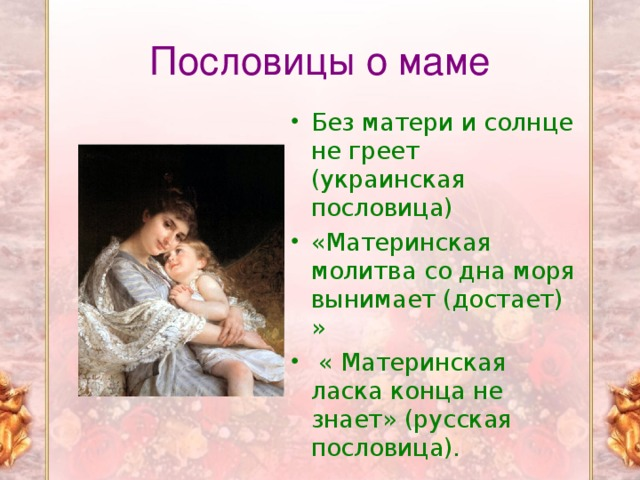 Пословицы о маме
• Без матери и солнце
не греет
(украинская
пословица)
• «Материнская
молитва со дна моря
вынимает (достает)
»
• « Материнская
ласка конца не
знает» (русская
пословица).